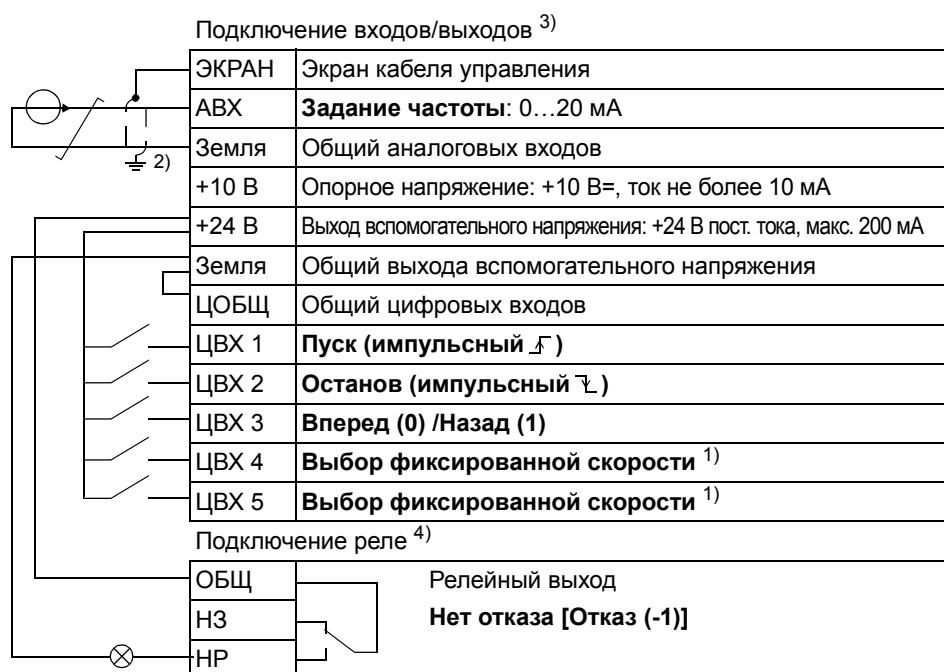 Подключение входов/выходов 3)
ЭКРАН Экран кабеля управления
АВХ Задание частоты: 0…20 мА
Земля Общий аналоговых входов
2)
+10 В Опорное напряжение: +10 В=, ток не более 10 мА
+24 В Выход вспомогательного напряжения: +24 В пост. тока, макс. 200 мА
Земля Общий выхода вспомогательного напряжения
ЦОБЩ Общий цифровых входов
ЦВХ 1 Пуск (импульсный )
ЦВХ 2 Останов (импульсный )
ЦВХ 3 Вперед (0) /Назад (1)
ЦВХ 4 Выбор фиксированной скорости 1)
ЦВХ 5 Выбор фиксированной скорости 1)
Подключение реле 4)
ОБЩ Релейный выход
НЗ Нет отказа [Отказ (-1)]
НР